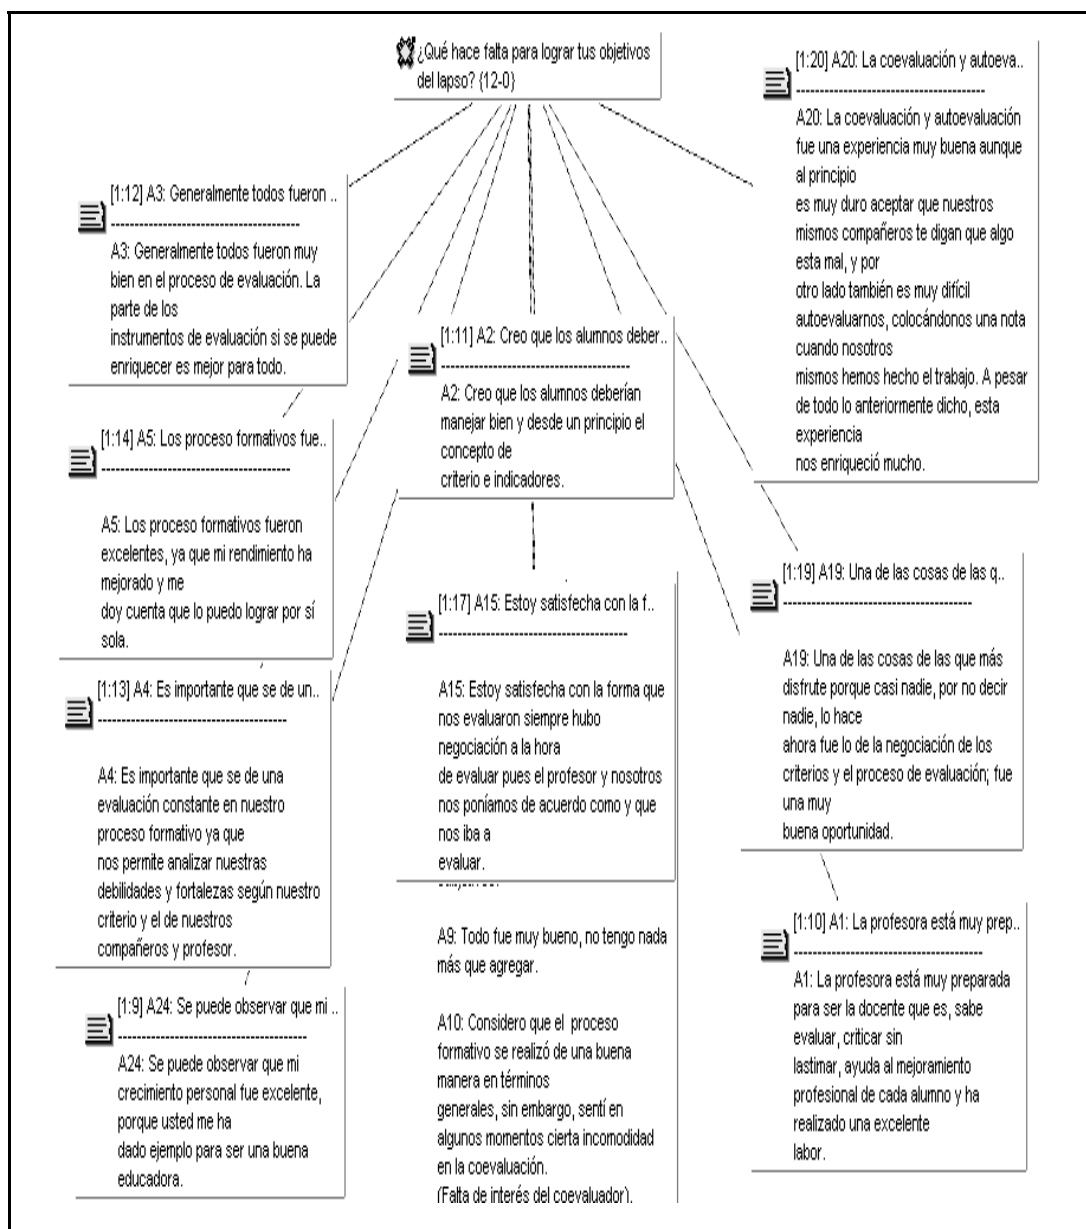 ¿Qué hace falta para lograr tus objetivos
del lapso? {12-0}
[1:12] A3: Generalmente todos fueron ..
A3: Generalmente todos fueron muy
bien en el proceso de evaluación. La
parte de los
instrumentos de evaluación si se puede
enriquecer es mejor para todo.
[1:14] A5: Los proceso formativos fue..
A5: Los proceso formativos fueron
excelentes, ya que mi rendimiento ha
mejorado y me
doy cuenta que lo puedo lograr por sí
sola.
[1:13] A4: Es importante que se de un..
A4: Es importante que se de una
evaluación constante en nuestro
proceso formativo ya que
nos permite analizar nuestras
debilidades y fortalezas según nuestro
criterio y el de nuestros
compañeros y profesor.
[1:9] A24: Se puede observar que mi ..
A24: Se puede observar que mi
crecimiento personal fue excelente,
porque usted me ha
dado ejemplo para ser una buena
educadora.
[1:11] A2: Creo que los alumnos deber..
A2: Creo que los alumnos deberían
manejar bien y desde un principio el
concepto de
criterio e indicadores.
[1:17] A15: Estoy satisfecha con la f..
A15: Estoy satisfecha con la forma que
nos evaluaron siempre hubo
negociación a la hora
de evaluar pues el profesor y nosotros
nos poníamos de acuerdo como y que
nos iba a
evaluar.
A9: Todo fue muy bueno, no tengo nada
más que agregar.
A10: Considero que el proceso
formativo se realizó de una buena
manera en términos
generales, sin embargo, sentí en
algunos momentos cierta incomodidad
en la coevaluación.
(Falta de interés del coevaluador).
[1:20] A20: La coevaluación y autoeva..
A20: La coevaluación y autoevaluación
fue una experiencia muy buena aunque
al principio
es muy duro aceptar que nuestros
mismos compañeros te digan que algo
esta mal, y por
otro lado también es muy difícil
autoevaluarnos, colocándonos una nota
cuando nosotros
mismos hemos hecho el trabajo. A pesar
de todo lo anteriormente dicho, esta
experiencia
nos enriqueció mucho.
[1:19] A19: Una de las cosas de las q..
A19: Una de las cosas de las que más
disfrute porque casi nadie, por no decir
nadie, lo hace
ahora fue lo de la negociación de los
criterios y el proceso de evaluación; fue
una muy
buena oportunidad.
[1:10] A1: La profesora está muy prep..
A1: La profesora está muy preparada
para ser la docente que es, sabe
evaluar, criticar sin
lastimar, ayuda al mejoramiento
profesional de cada alumno y ha
realizado una excelente
labor.